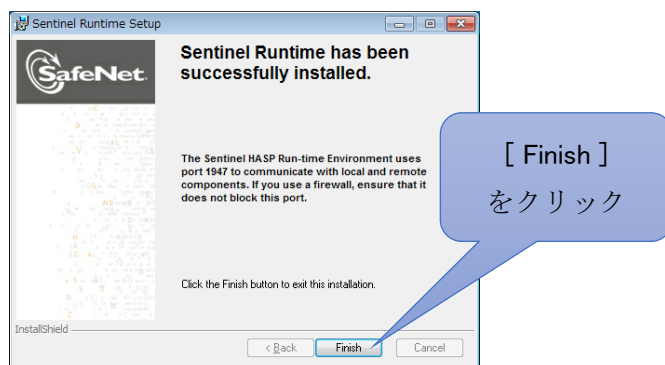 Sentinel Runtime Setup
SafeNet.
Sentinel Runtime has been
successfully installed.
The Sentinel HASP Run-time Environment uses
port 1947 to communicate with local and remote
components. If you use a firewall, ensure that it
does not block this port.
[ Finish ]
をクリック
Click the Finish button to exit this installation.
InstallShield
< Back
Finish
Cancel